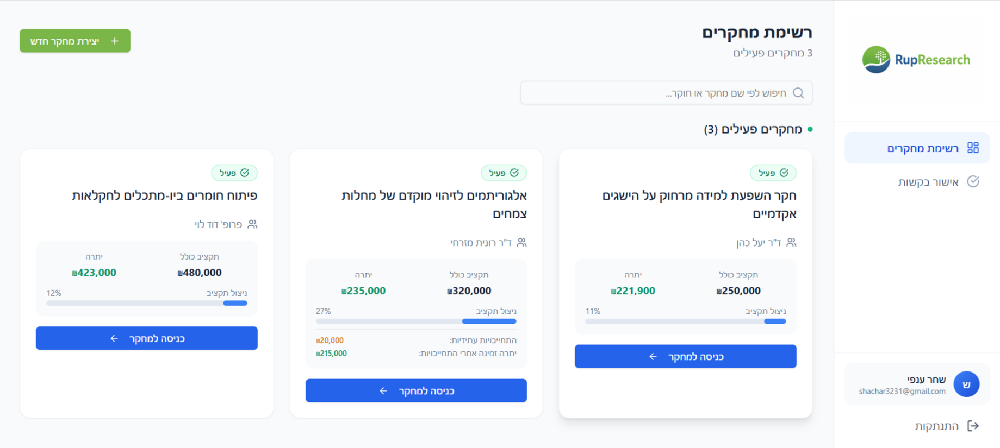 RupResearch
רשימת מחקרים
אישור בקשות
שחר ענפי
shachar3231@gmail.com
ש
התנתקות
רשימת מחקרים
3 מחקרים פעילים
יצירת מחקר חדש
חיפוש לפי שם מחקר או חוקר...
מחקרים פעילים (3)
פעיל
חקר השפעת למידה מרחוק על הישגים
אקדמיים
ד"ר יעל כהן
תקציב כולל
₪250,000
יתרה
₪221,900
ניצול תקציב
11%
כניסה למחקר
פעיל
אלגוריתמים לזיהוי מוקדם של מחלות
צמחים
ד"ר רונית מזרחי
תקציב כולל
₪320,000
יתרה
₪235,000
ניצול תקציב
27%
התחייבויות עתידיות:
₪20,000
יתרה זמינה אחרי התחייבויות:
₪215,000
כניסה למחקר
פעיל
פיתוח חומרים ביו-מתכלים לחקלאות
פרופ' דוד לוי
תקציב כולל
₪480,000
יתרה
₪423,000
ניצול תקציב
12%
כניסה למחקר